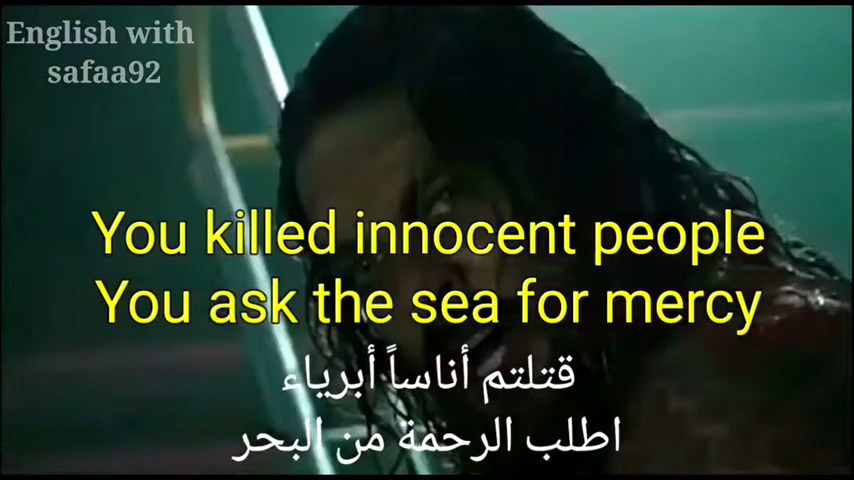 English with
safaa92
You killed innocent people
You ask the sea for mercy
قتلتم أناساً أبرياء
اطلب الرحمة من البحر